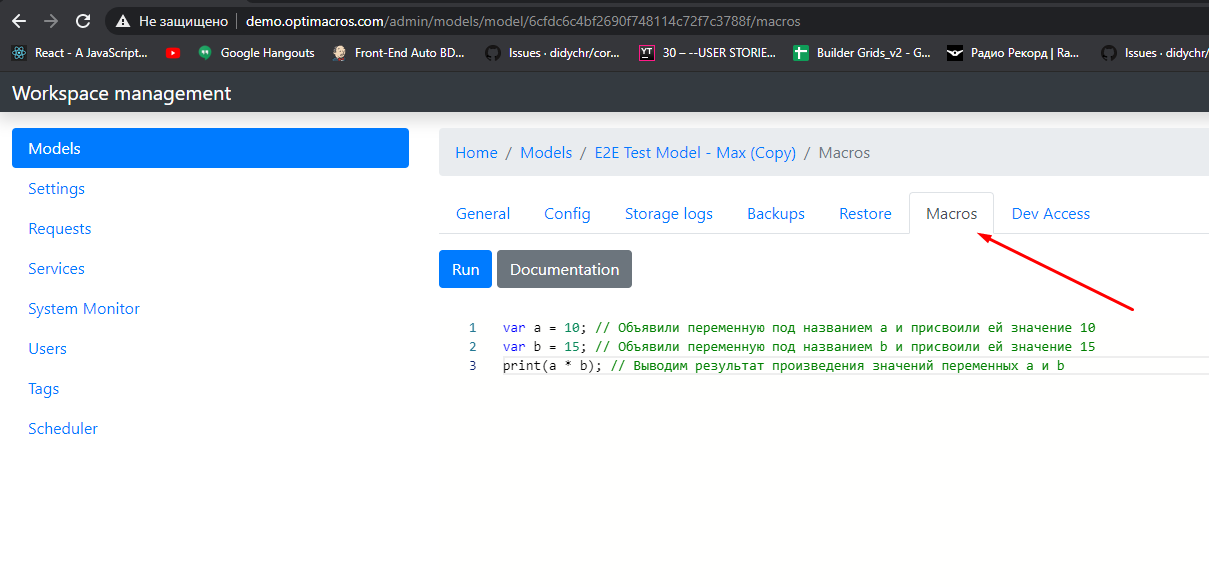 Не защищено demo.optimacros.com/admin/models/model/6cfdc6c4bf2690f748114c72f7c3788f/macros
React - A JavaScript... Google Hangouts Front-End Auto BD... Issues · didychr/cor... YT 30 – --USER STORIE... Builder Grids_v2 - G... Радио Рекорд | Ra... Issues · didychr/
Workspace management
Models
Settings
Requests
Services
System Monitor
Users
Tags
Scheduler
Home / Models / E2E Test Model - Max (Copy) / Macros
General Config Storage logs Backups Restore Macros Dev Access
Run Documentation
1 var a = 10; // Объявили переменную под названием a и присвоили ей значение 10
2 var b = 15; // Объявили переменную под названием b и присвоили ей значение 15
3 print(a * b); // Выводим результат произведения значений переменных a и b